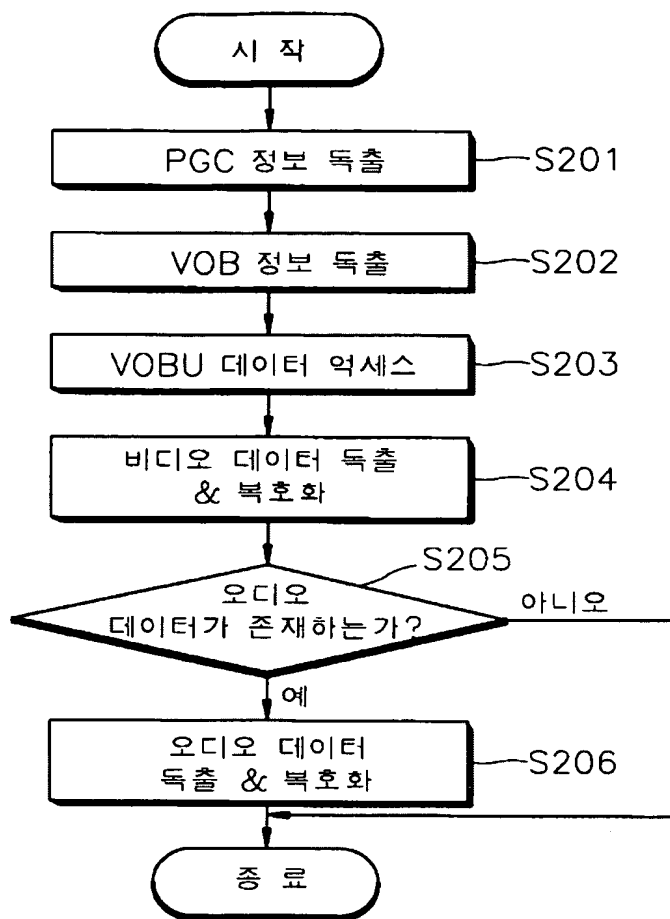 시 작
PGC 정보 독출
S201
VOB 정보 독출
S202
VOBU 데이터 억세스
S203
비디오 데이터 독출
& 복호화
S204
S205
오디오
데이터가 존재하는가?
아니오
예
오디오 데이터
독출 & 복호화
S206
종 료